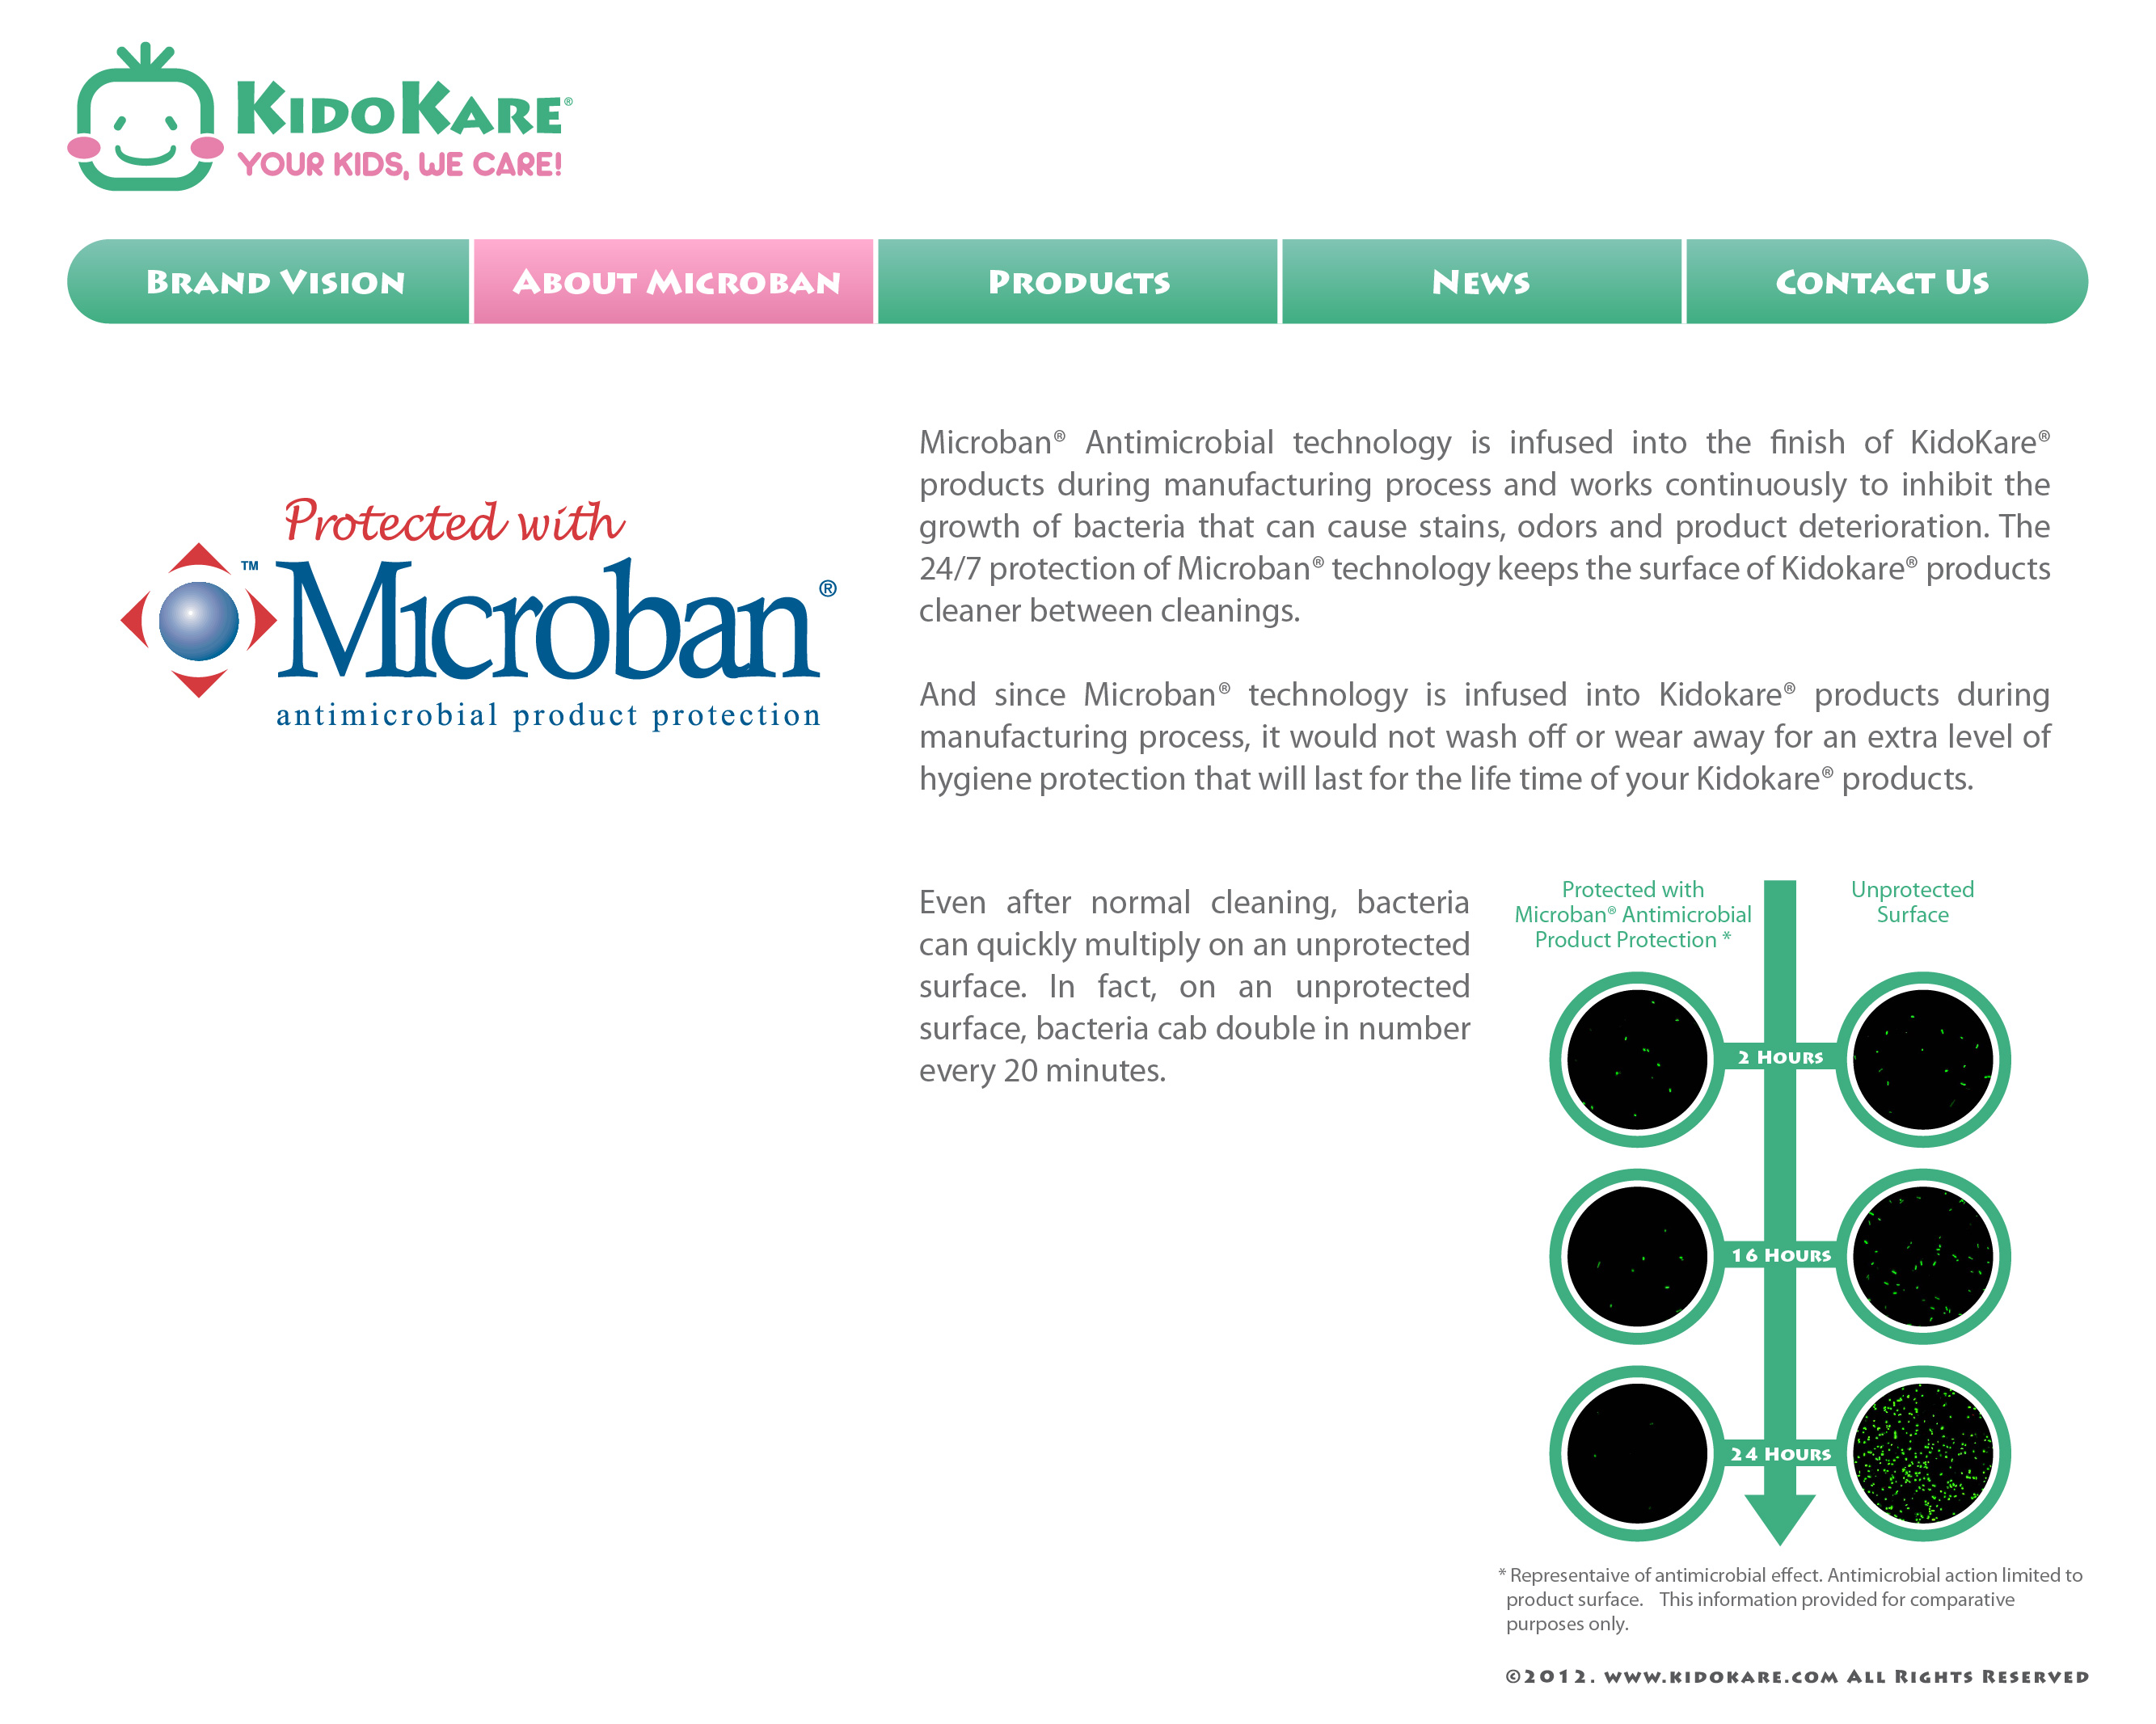 KIDOKARE®
YOUR KIDS, WE CARE!
BRAND VISION
ABOUT MICROBAN
PRODUCTS
NEWS
CONTACT US
Protected with
™ Microban®
antimicrobial product protection
Microban® Antimicrobial technology is infused into the finish of KidoKare®
products during manufacturing process and works continuously to inhibit the
growth of bacteria that can cause stains, odors and product deterioration. The
24/7 protection of Microban® technology keeps the surface of Kidokare® products
cleaner between cleanings.
And since Microban® technology is infused into Kidokare® products during
manufacturing process, it would not wash off or wear away for an extra level of
hygiene protection that will last for the life time of your Kidokare® products.
Even after normal cleaning, bacteria
can quickly multiply on an unprotected
surface. In fact, on an unprotected
surface, bacteria cab double in number
every 20 minutes.
Protected with
Microban® Antimicrobial
Product Protection *
Unprotected
Surface
2 HOURS
16 HOURS
24 HOURS
* Representaive of antimicrobial effect. Antimicrobial action limited to
product surface. This information provided for comparative
purposes only.
©2012. WWW.KIDOKARE.COM ALL RIGHTS RESERVED